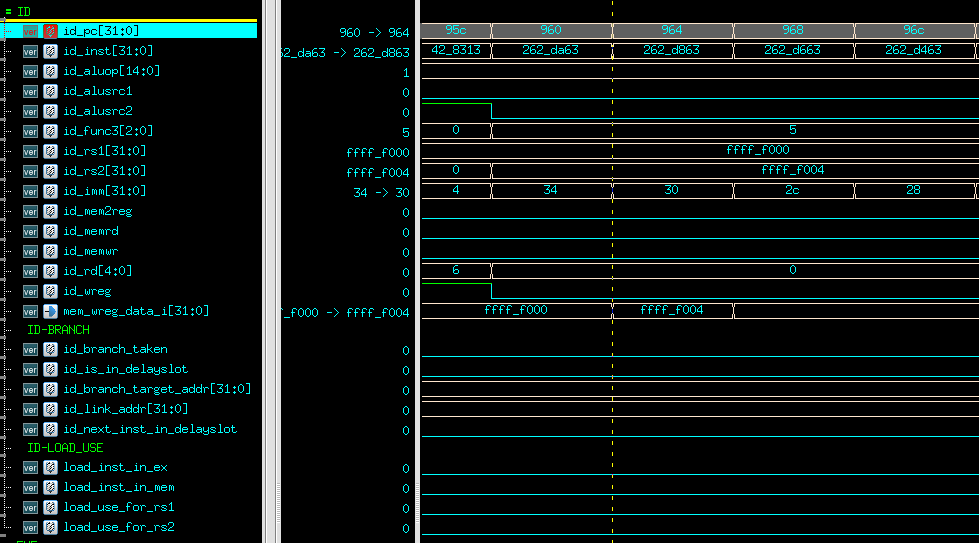 ID
ver id_pc[31:0] 960 -> 964 95c 960 964 968 96c
ver id_inst[31:0] 62_da63 -> 262_d863 42_8313 262_da63 262_d863 262_d663 262_d463
ver id_aluop[14:0] 1
ver id_alusrc1 0
ver id_alusrc2 0
ver id_func3[2:0] 5 0 5
ver id_rs1[31:0] ffff_f000 ffff_f000
ver id_rs2[31:0] ffff_f004 0 ffff_f004
ver id_imm[31:0] 34 -> 30 4 34 30 2c 28
ver id_mem2reg 0
ver id_memrd 0
ver id_memwr 0
ver id_rd[4:0] 0 6 0
ver id_wreg 0
ver mem_wreg_data_i[31:0] _f000 -> ffff_f004 ffff_f000 ffff_f004
ID-BRANCH
ver id_branch_taken 0
ver id_is_in_delayslot 0
ver id_branch_target_addr[31:0] 0
ver id_link_addr[31:0] 0
ver id_next_inst_in_delayslot 0
ID-LOAD_USE
ver load_inst_in_ex 0
ver load_inst_in_mem 0
ver load_use_for_rs1 0
ver load_use_for_rs2 0